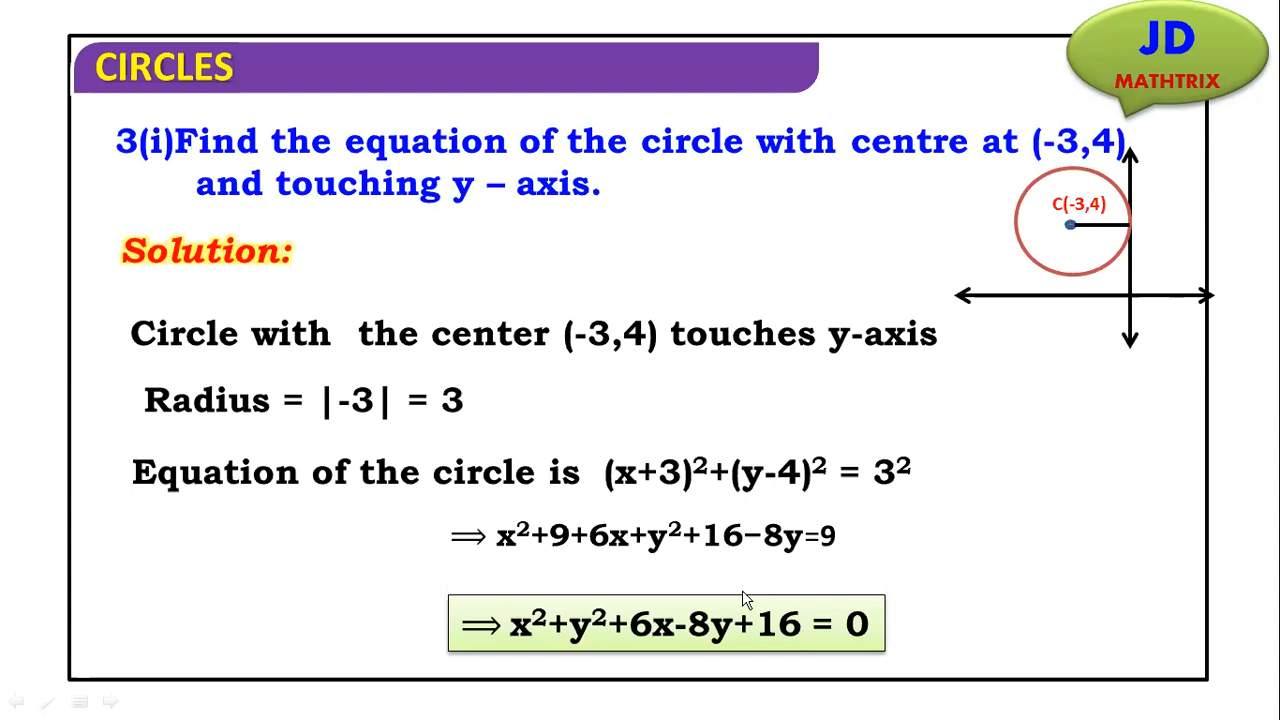 CIRCLES
JD
MATHTRIX
3(i)Find the equation of the circle with centre at (-3,4)
and touching y – axis.
C(-3,4)
Solution:
Circle with the center (-3,4) touches y-axis
Radius = |-3| = 3
Equation of the circle is (x+3)²+(y-4)² = 3²
⟹ x²+9+6x+y²+16−8y=9
⟹ x²+y²+6x-8y+16 = 0